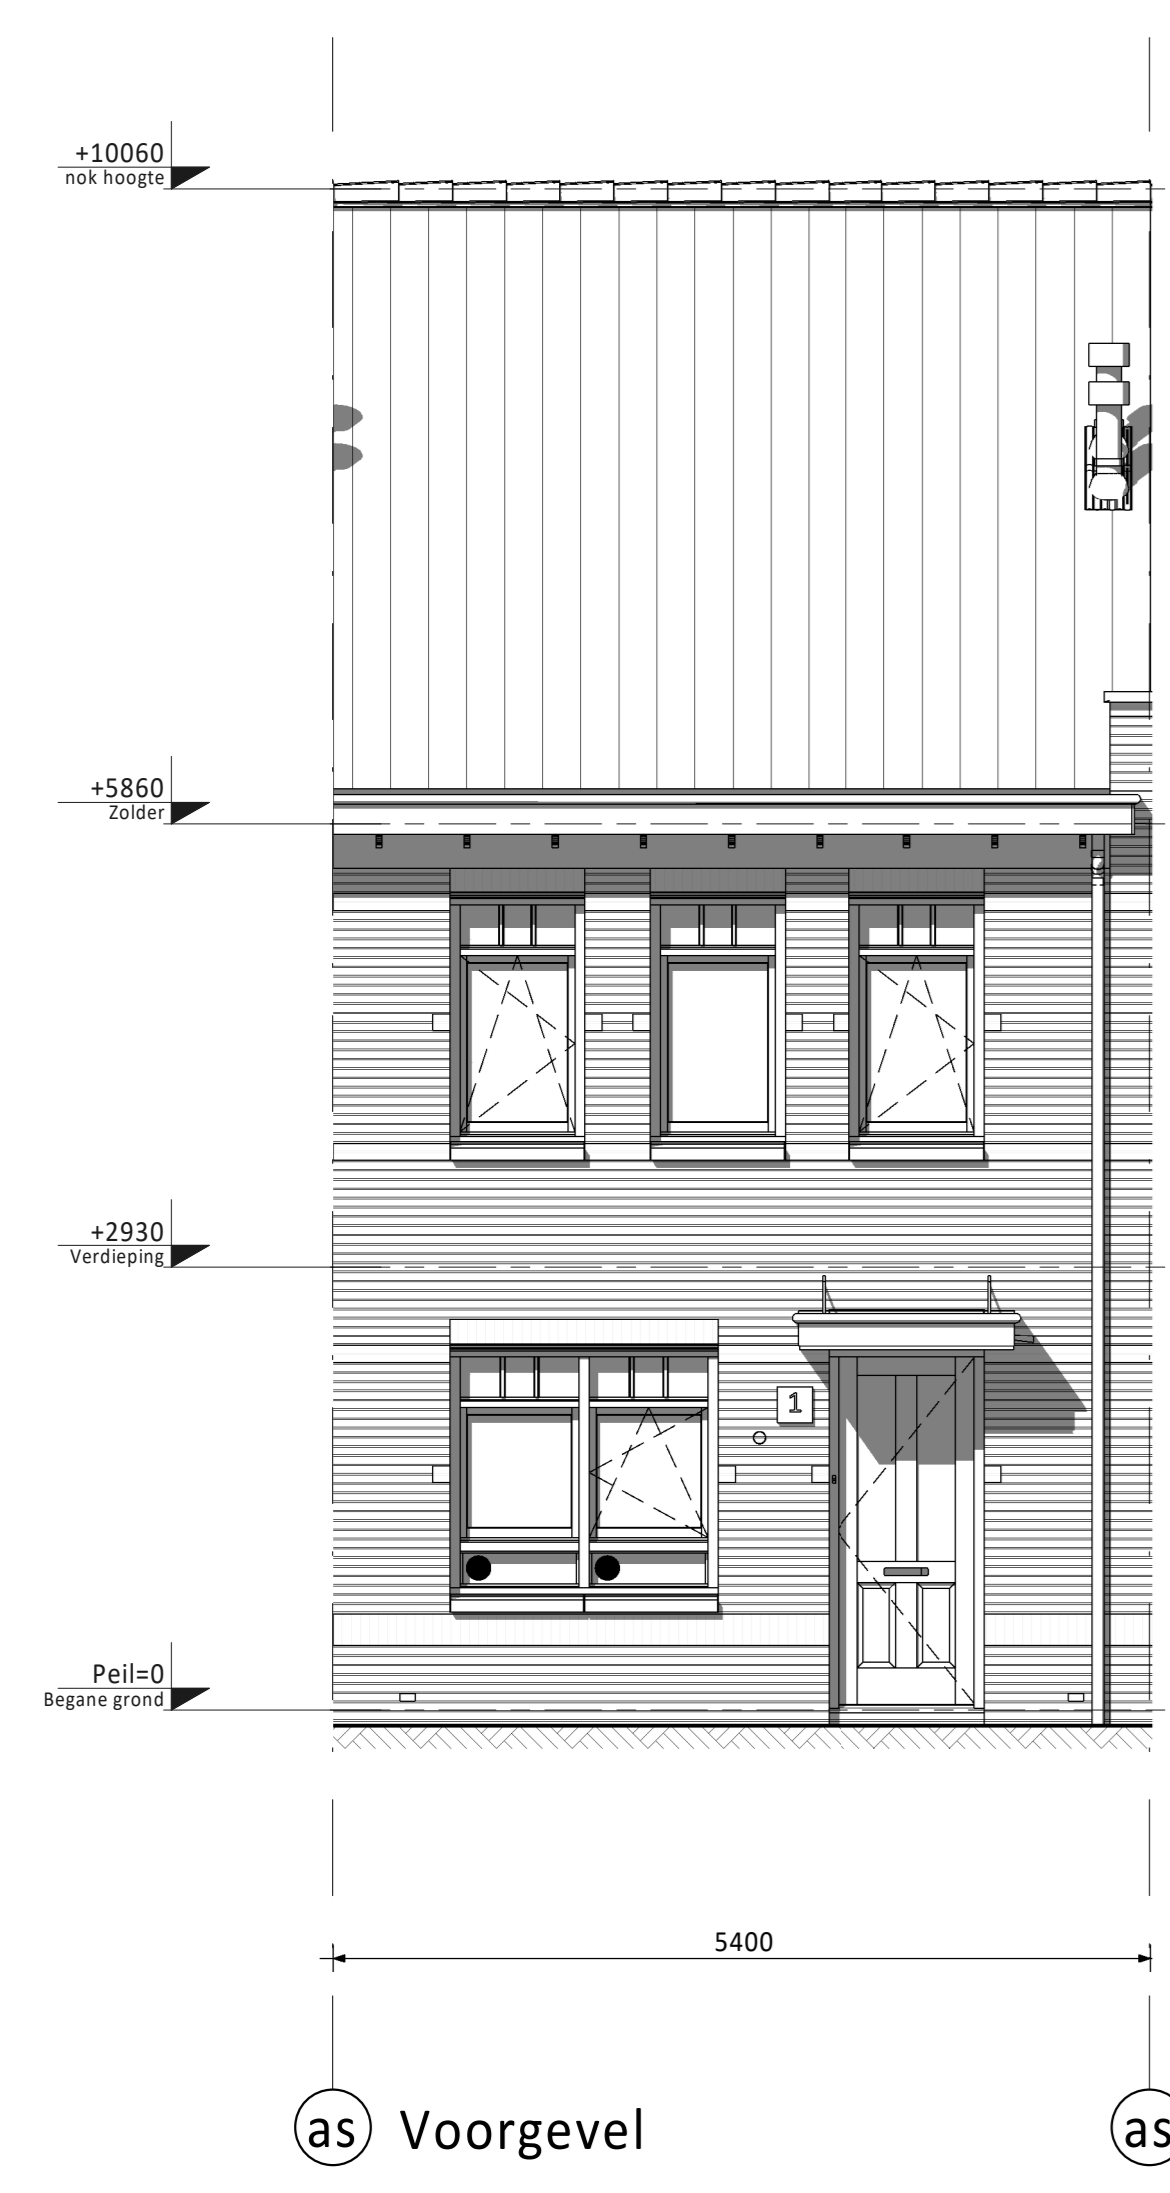 +10060
nok hoogte
+5860
Zolder
+2930
Verdieping
1
Peil=0
Begane grond
5400
as Voorgevel as